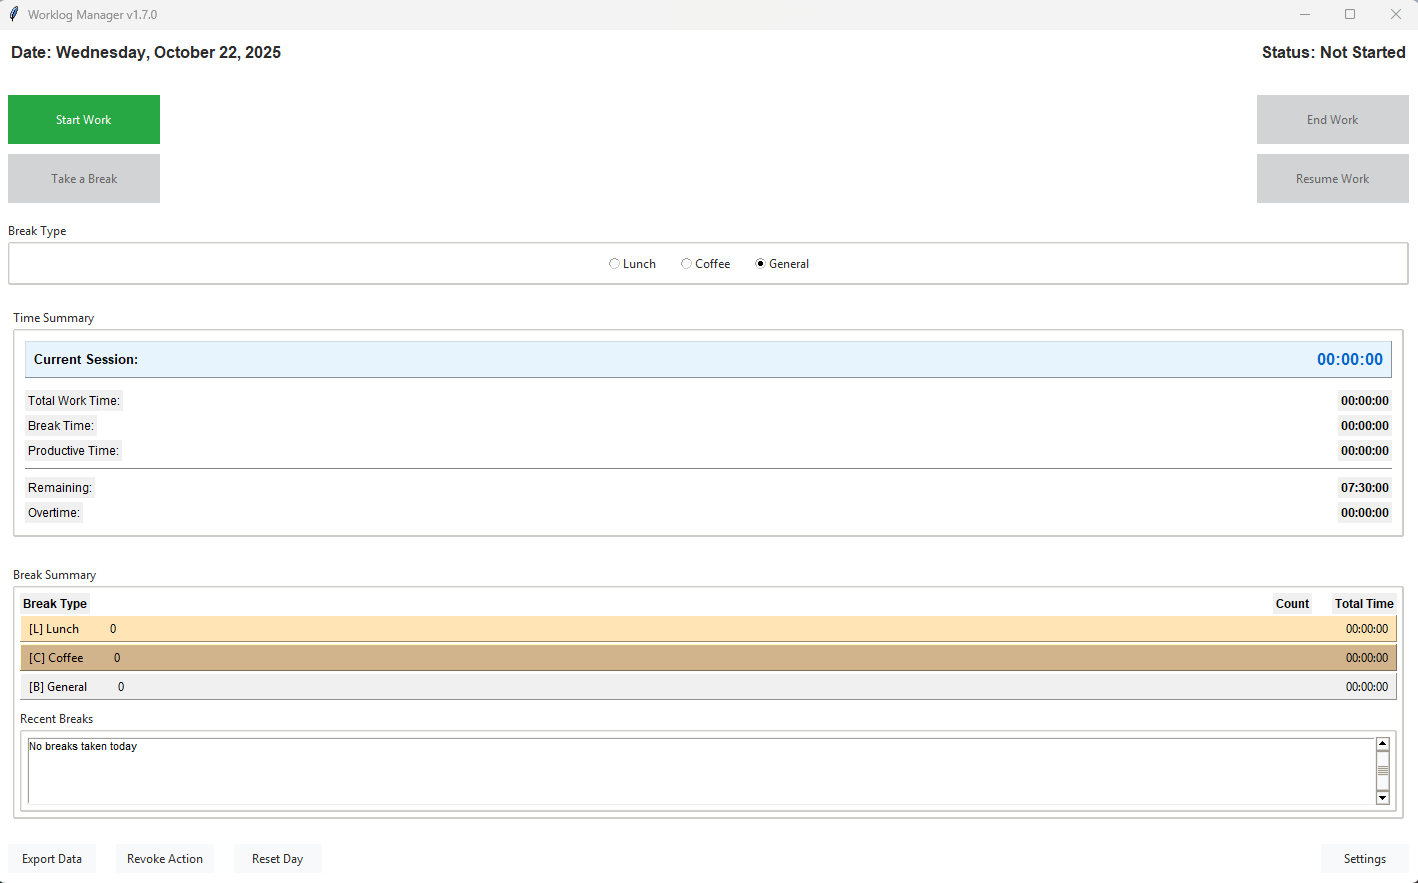 Worklog Manager v1.7.0
Date: Wednesday, October 22, 2025 Status: Not Started
Start Work End Work
Take a Break Resume Work
Break Type
Lunch Coffee General
Time Summary
Current Session: 00:00:00
Total Work Time: 00:00:00
Break Time: 00:00:00
Productive Time: 00:00:00
Remaining: 07:30:00
Overtime: 00:00:00
Break Summary
Break Type Count Total Time
[L] Lunch 0 00:00:00
[C] Coffee 0 00:00:00
[B] General 0 00:00:00
Recent Breaks
No breaks taken today
Export Data Revoke Action Reset Day Settings